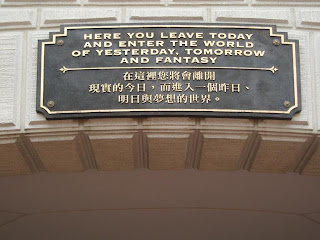 HERE YOU LEAVE TODAY
AND ENTER THE WORLD
OF YESTERDAY, TOMORROW
AND FANTASY
在這裡您將會離開
現實的今日，而進入一個昨日、
明日與夢想的世界。